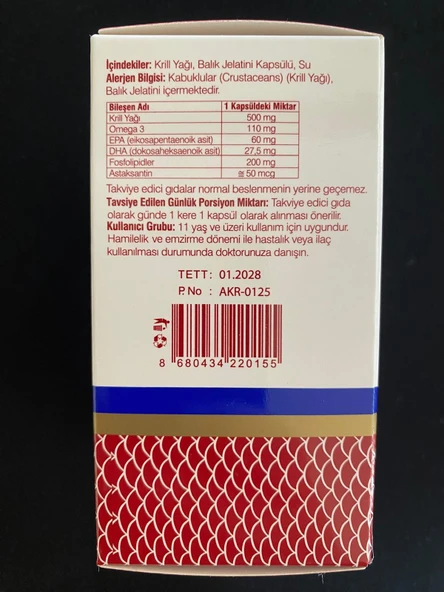 İçindekiler: Krill Yağı, Balık Jelatini Kapsülü, Su
Alerjen Bilgisi: Kabuklular (Crustaceans) (Krill Yağı),
Balık Jelatini içermektedir.
Bileşen Adı 1 Kapsüldeki Miktar
Krill Yağı 500 mg
Omega 3 110 mg
EPA (eikosapentaenoik asit) 60 mg
DHA (dokosaheksaenoik asit) 27,5 mg
Fosfolipidler 200 mg
Astaksantin ≅ 50 mcg
Takviye edici gıdalar normal beslenmenin yerine geçemez.
Tavsiye Edilen Günlük Porsiyon Miktarı: Takviye edici gıda
olarak günde 1 kere 1 kapsül olarak alınması önerilir.
Kullanıcı Grubu: 11 yaş ve üzeri kullanım için uygundur.
Hamilelik ve emzirme dönemi ile hastalık veya ilaç
kullanılması durumunda doktorunuza danışın.
TETT: 01.2028
P. No : AKR-0125
8 680434 220155